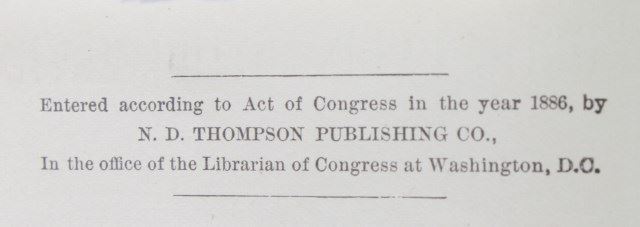 Entered according to Act of Congress in the year 1886, by
N. D. THOMPSON PUBLISHING CO.,
In the office of the Librarian of Congress at Washington, D.C.